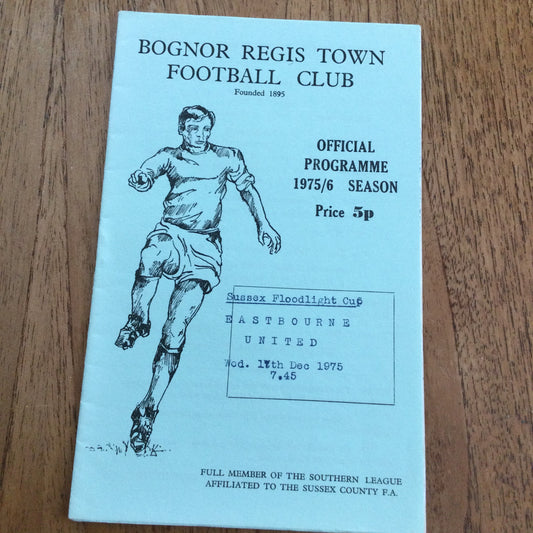 BOGNOR REGIS TOWN
FOOTBALL CLUB
Founded 1895
OFFICIAL
PROGRAMME
1975/6 SEASON
Price 5p
Sussex Floodlight Cup
EASTBOURNE
UNITED
Wed. 17th Dec 1975
7.45
FULL MEMBER OF THE SOUTHERN LEAGUE
AFFILIATED TO THE SUSSEX COUNTY F.A.